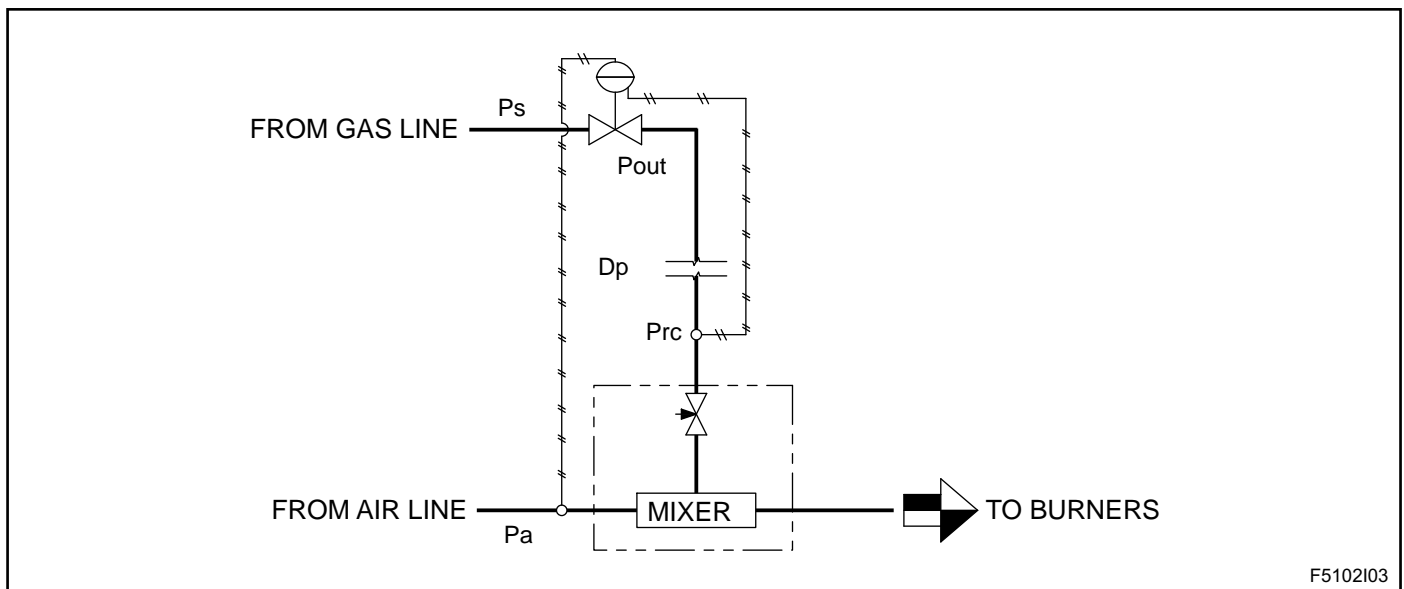 Ps
FROM GAS LINE
Pout
Dp
Prc
FROM AIR LINE
MIXER
TO BURNERS
Pa
F5102I03